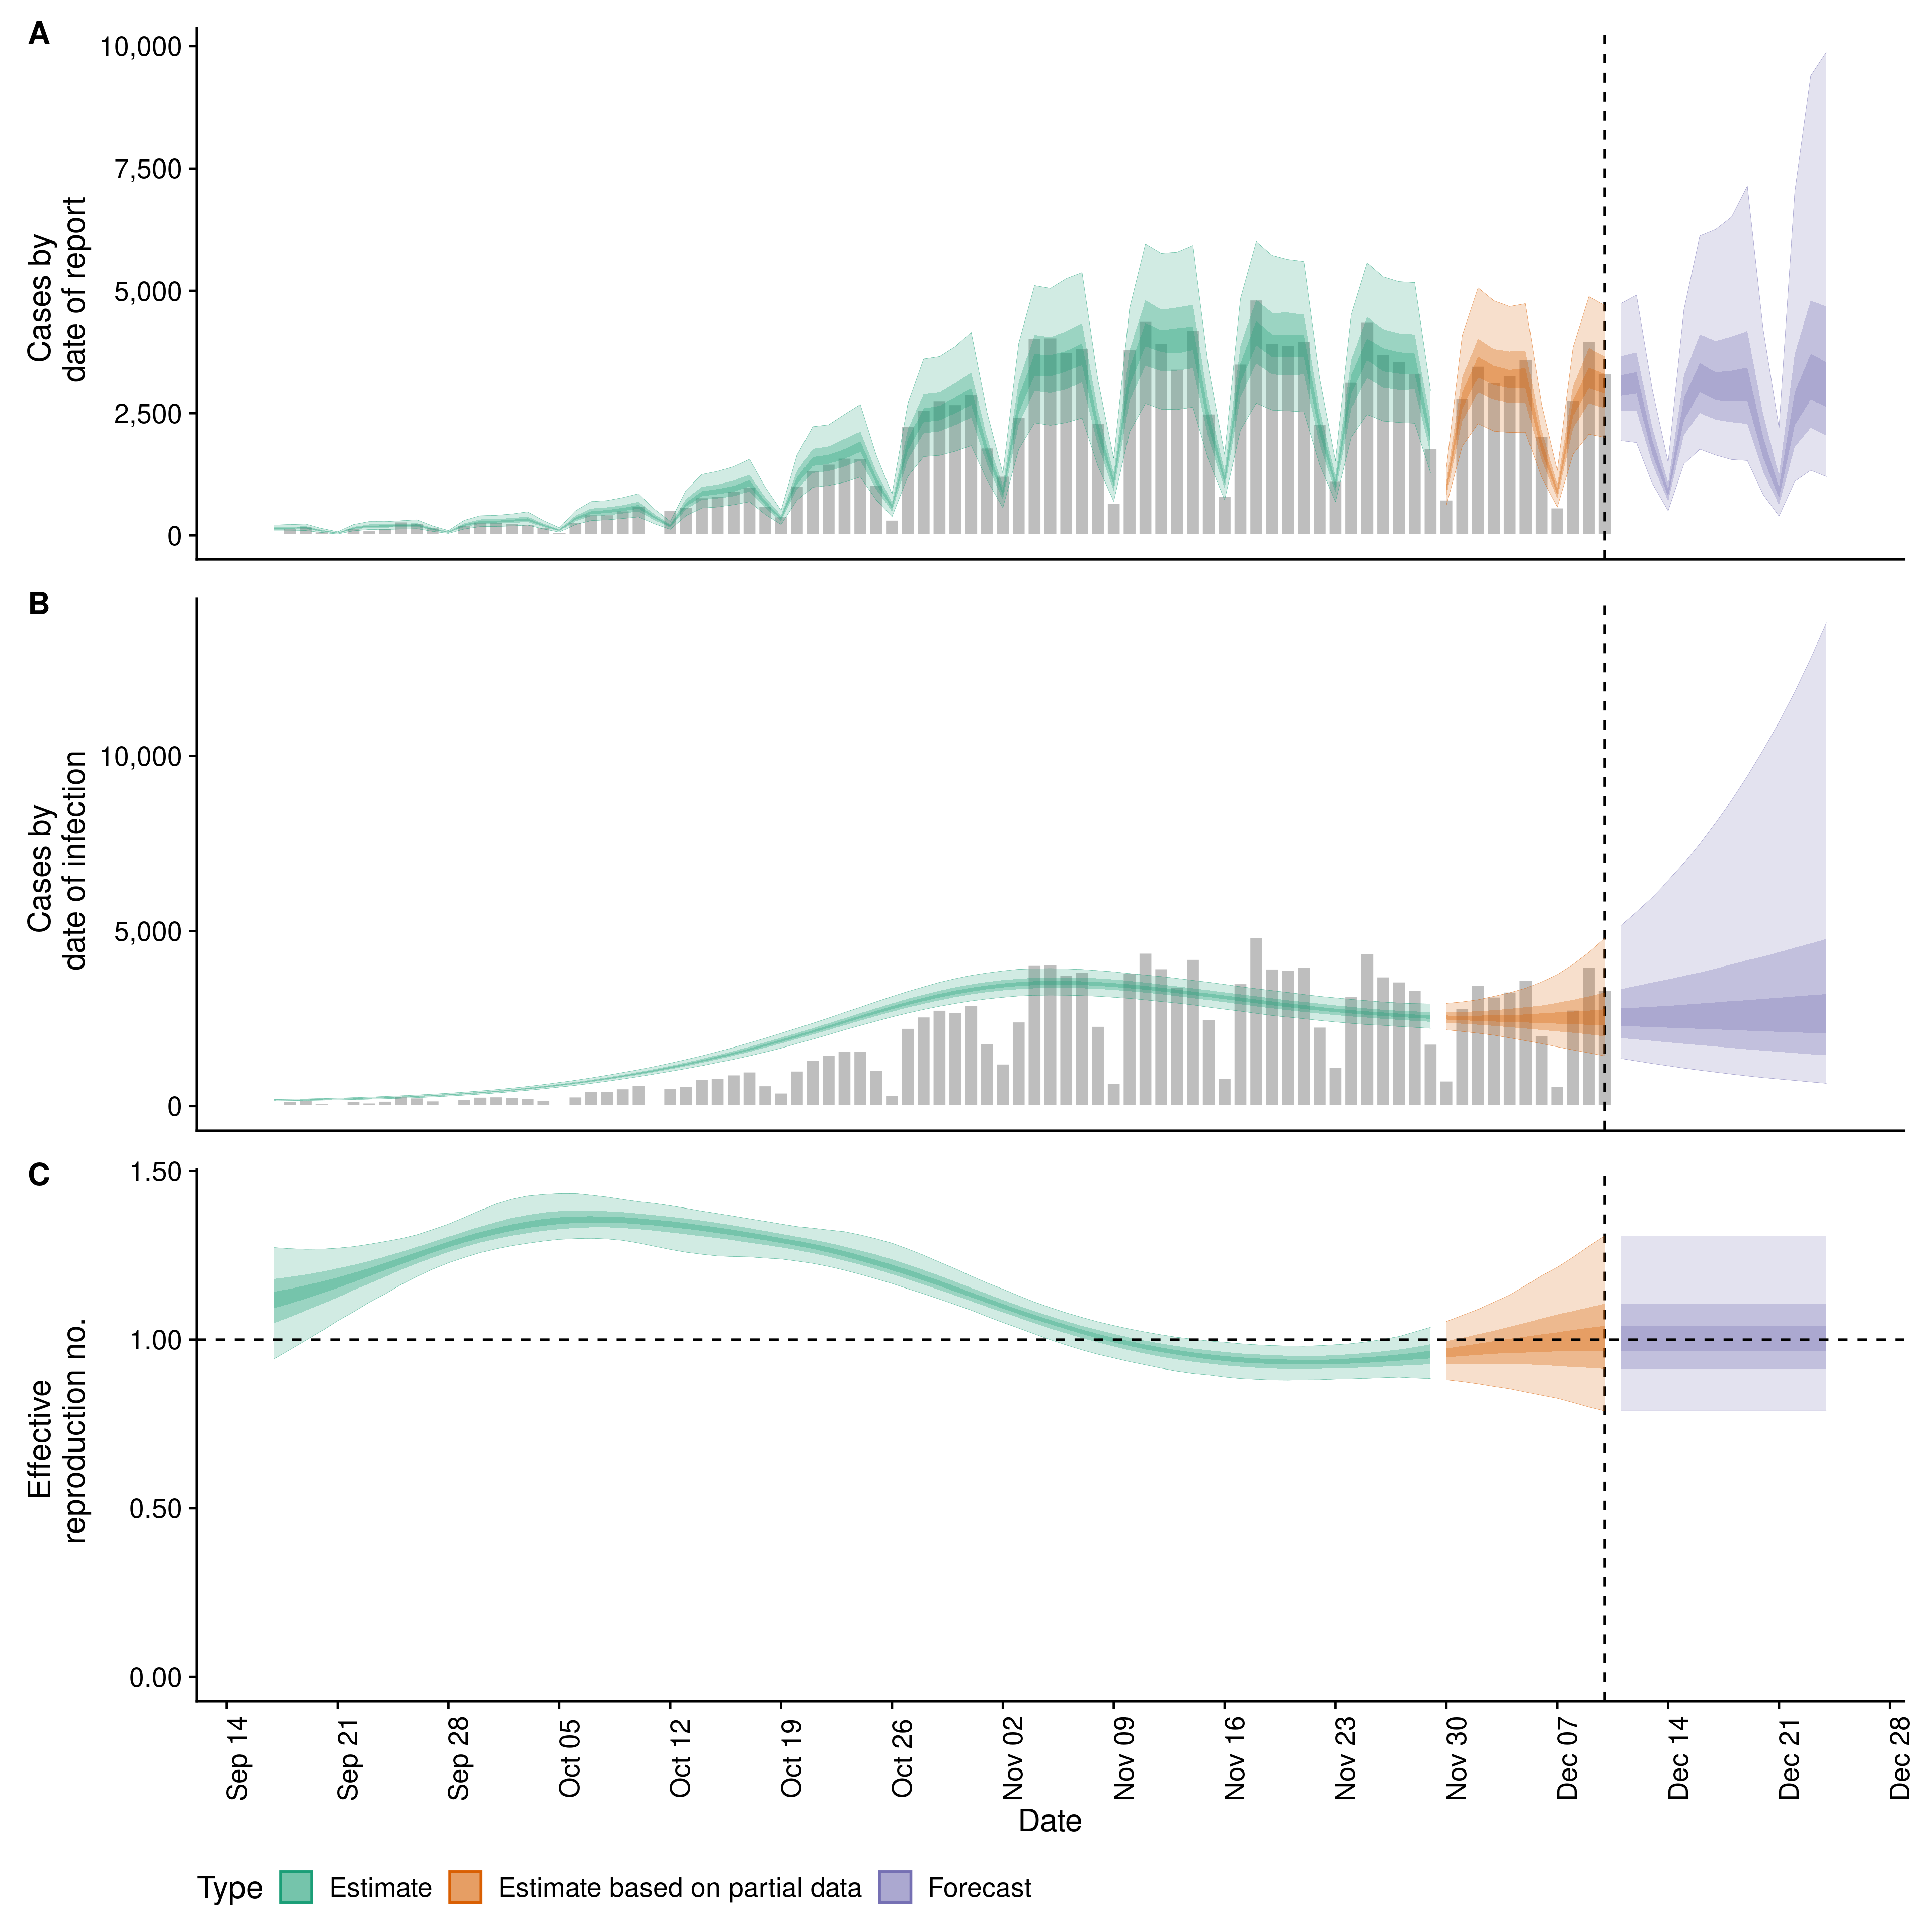 A
10,000
7,500
5,000
2,500
0
Cases by
date of report
B
10,000
5,000
0
Cases by
date of infection
C
1.50
1.00
0.50
0.00
Effective
reproduction no.
Sep 14
Sep 21
Sep 28
Oct 05
Oct 12
Oct 19
Oct 26
Nov 02
Nov 09
Nov 16
Nov 23
Nov 30
Dec 07
Dec 14
Dec 21
Dec 28
Date
Type Estimate Estimate based on partial data Forecast